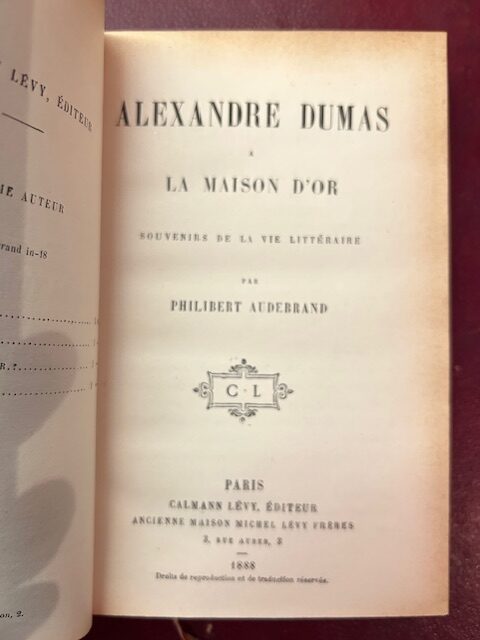 LÉVY, ÉDITEUR
AUTEUR
rand in-18
R.
on, 2.
ALEXANDRE DUMAS
A
LA MAISON D'OR
SOUVENIRS DE LA VIE LITTÉRAIRE
PAR
PHILIBERT AUDEBRAND
C·L
PARIS
CALMANN LÉVY, ÉDITEUR
ANCIENNE MAISON MICHEL LÉVY FRÈRES
3, RUE AUBER, 3
1888
Droits de reproduction et de traduction réservés.